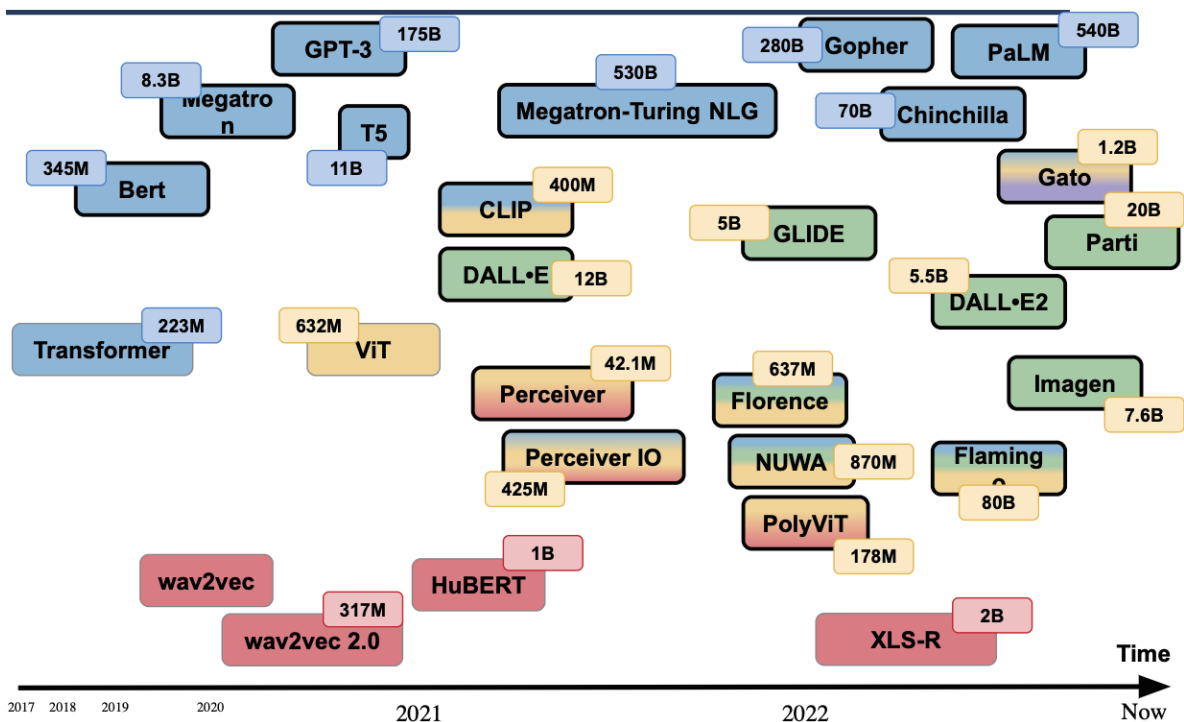 GPT-3
175B
280B
Gopher
PaLM
540B
8.3B
Megatro
n
T5
11B
530B
Megatron-Turing NLG
70B
Chinchilla
345M
Bert
CLIP
400M
1.2B
Gato
5B
GLIDE
20B
Parti
DALL•E
12B
5.5B
DALL•E2
Transformer
223M
632M
ViT
Perceiver
42.1M
637M
Florence
Imagen
7.6B
Perceiver IO
425M
NUWA
870M
Flaming
o
80B
PolyViT
178M
wav2vec
HuBERT
1B
317M
wav2vec 2.0
XLS-R
2B
Time
2017
2018
2019
2020
2021
2022
Now